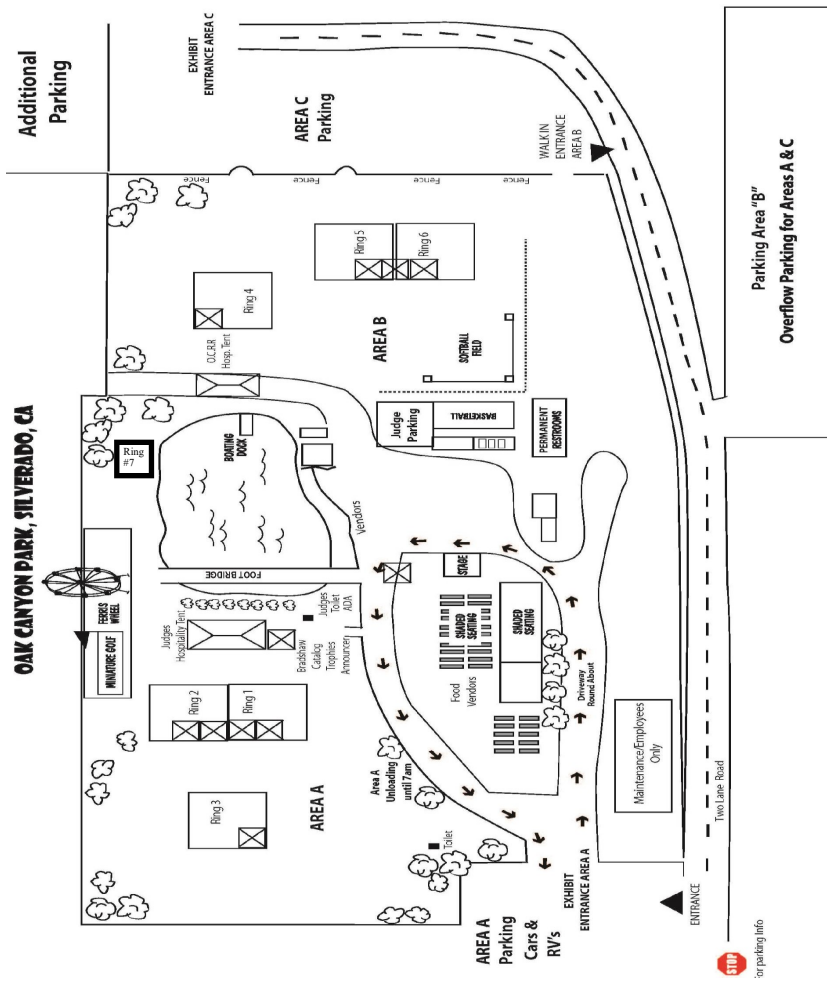 OAK CANYON PARK, SILVERADO, CA
Additional
Parking
EXHIBIT
ENTRANCE AREA C
AREA C
Parking
WALK IN
ENTRANCE
AREA B
Fence
Fence
Fence
Fence
Parking Area "B"
Overflow Parking for Areas A & C
Ring 5
Ring 6
Ring 4
O.C.R.R
Hosp. Tent
AREA B
SOFTBALL
FIELD
Judge
Parking
BASKETBALL
PERMANENT
RESTROOMS
Ring
#7
BOATING
DOCK
Vendors
FOOT BRIDGE
FERRIS
WHEEL
MINIATURE GOLF
Judges
Hospitality Tent
Judges
Toilet
ADA
Bradshaw
Catalog
Trophies
Announcer
STAGE
SHADED
SEATING
SHADED
SEATING
Food
Vendors
Driveway
Round About
Ring 2
Ring 1
Ring 3
AREA A
Area A
Unloading
until 7am
Toilet
Maintenance/Employees
Only
Two Lane Road
EXHIBIT
ENTRANCE AREA A
AREA A
Parking
Cars &
RV's
ENTRANCE
STOP
or parking Info